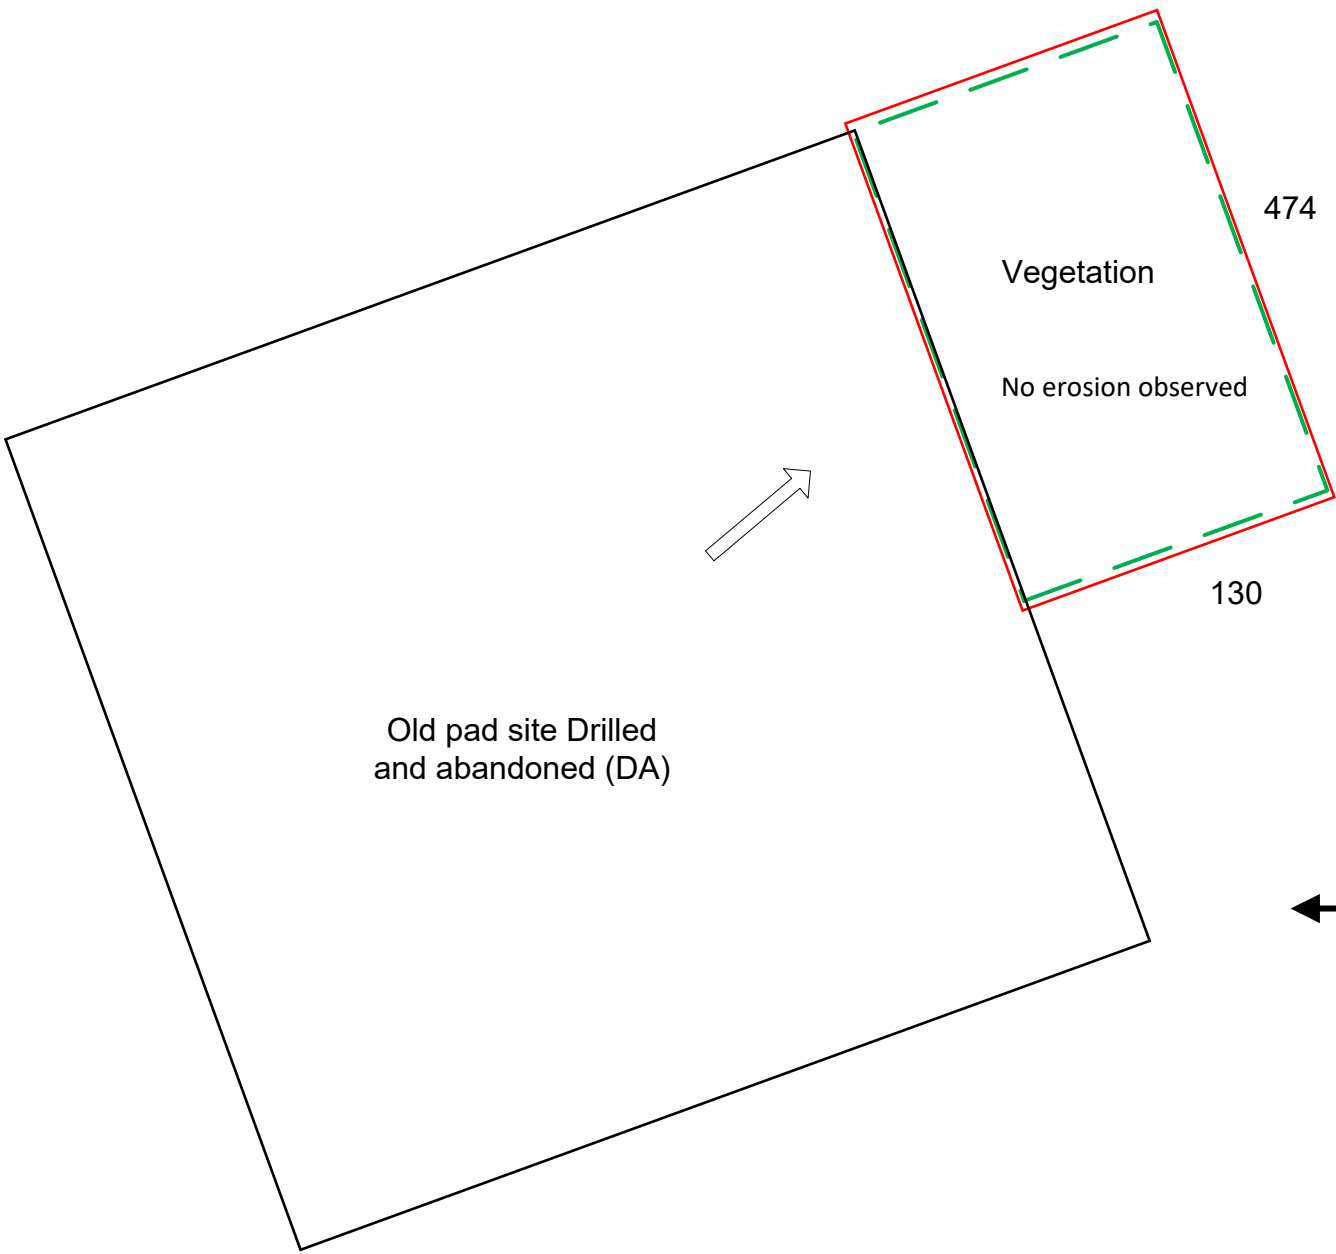 474
Vegetation
No erosion observed
130
Old pad site Drilled
and abandoned (DA)